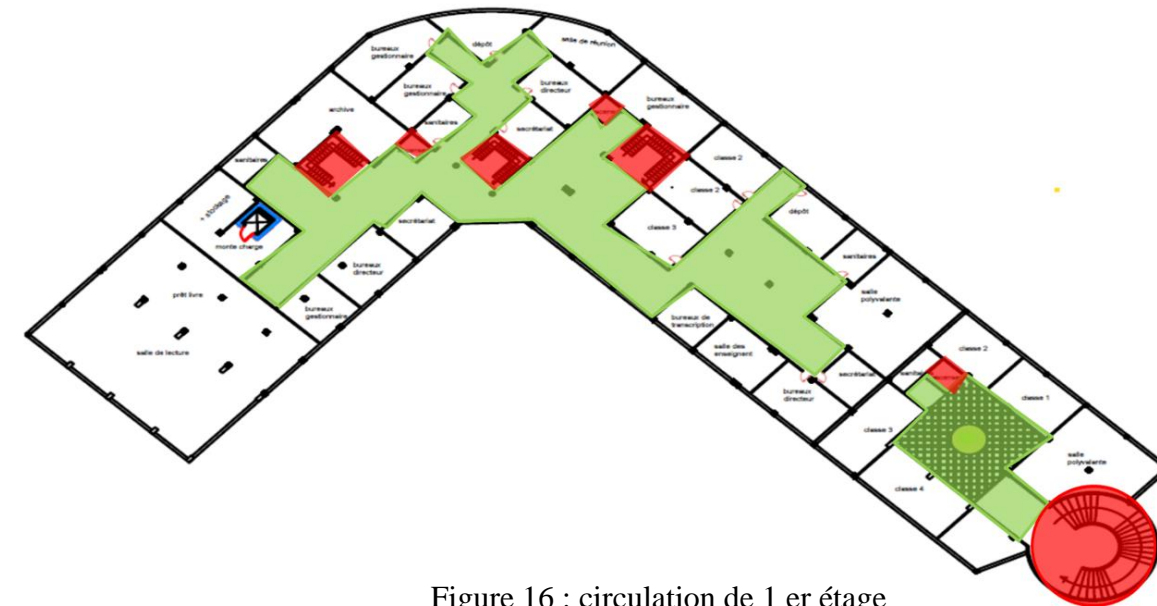 bureaux
gestionnaire
dépôt
salle de réunion
bureaux
gestionnaire
bureaux
directeur
bureaux
gestionnaire
archive
sanitaires
secrétariat
classe 2
sanitaires
classe 2
dépôt
+ stockage
secrétariat
classe 3
monte charge
sanitaires
bureaux
directeur
prêt livre
salle
polyvalante
bureaux
gestionnaire
bureaux de
transcription
salle de lecture
salle des
enseignent
classe 2
secrétariat
bureaux
directeur
classe 1
classe 3
salle
polyvalante
classe 4
Figure 16 : circulation de 1 er étage